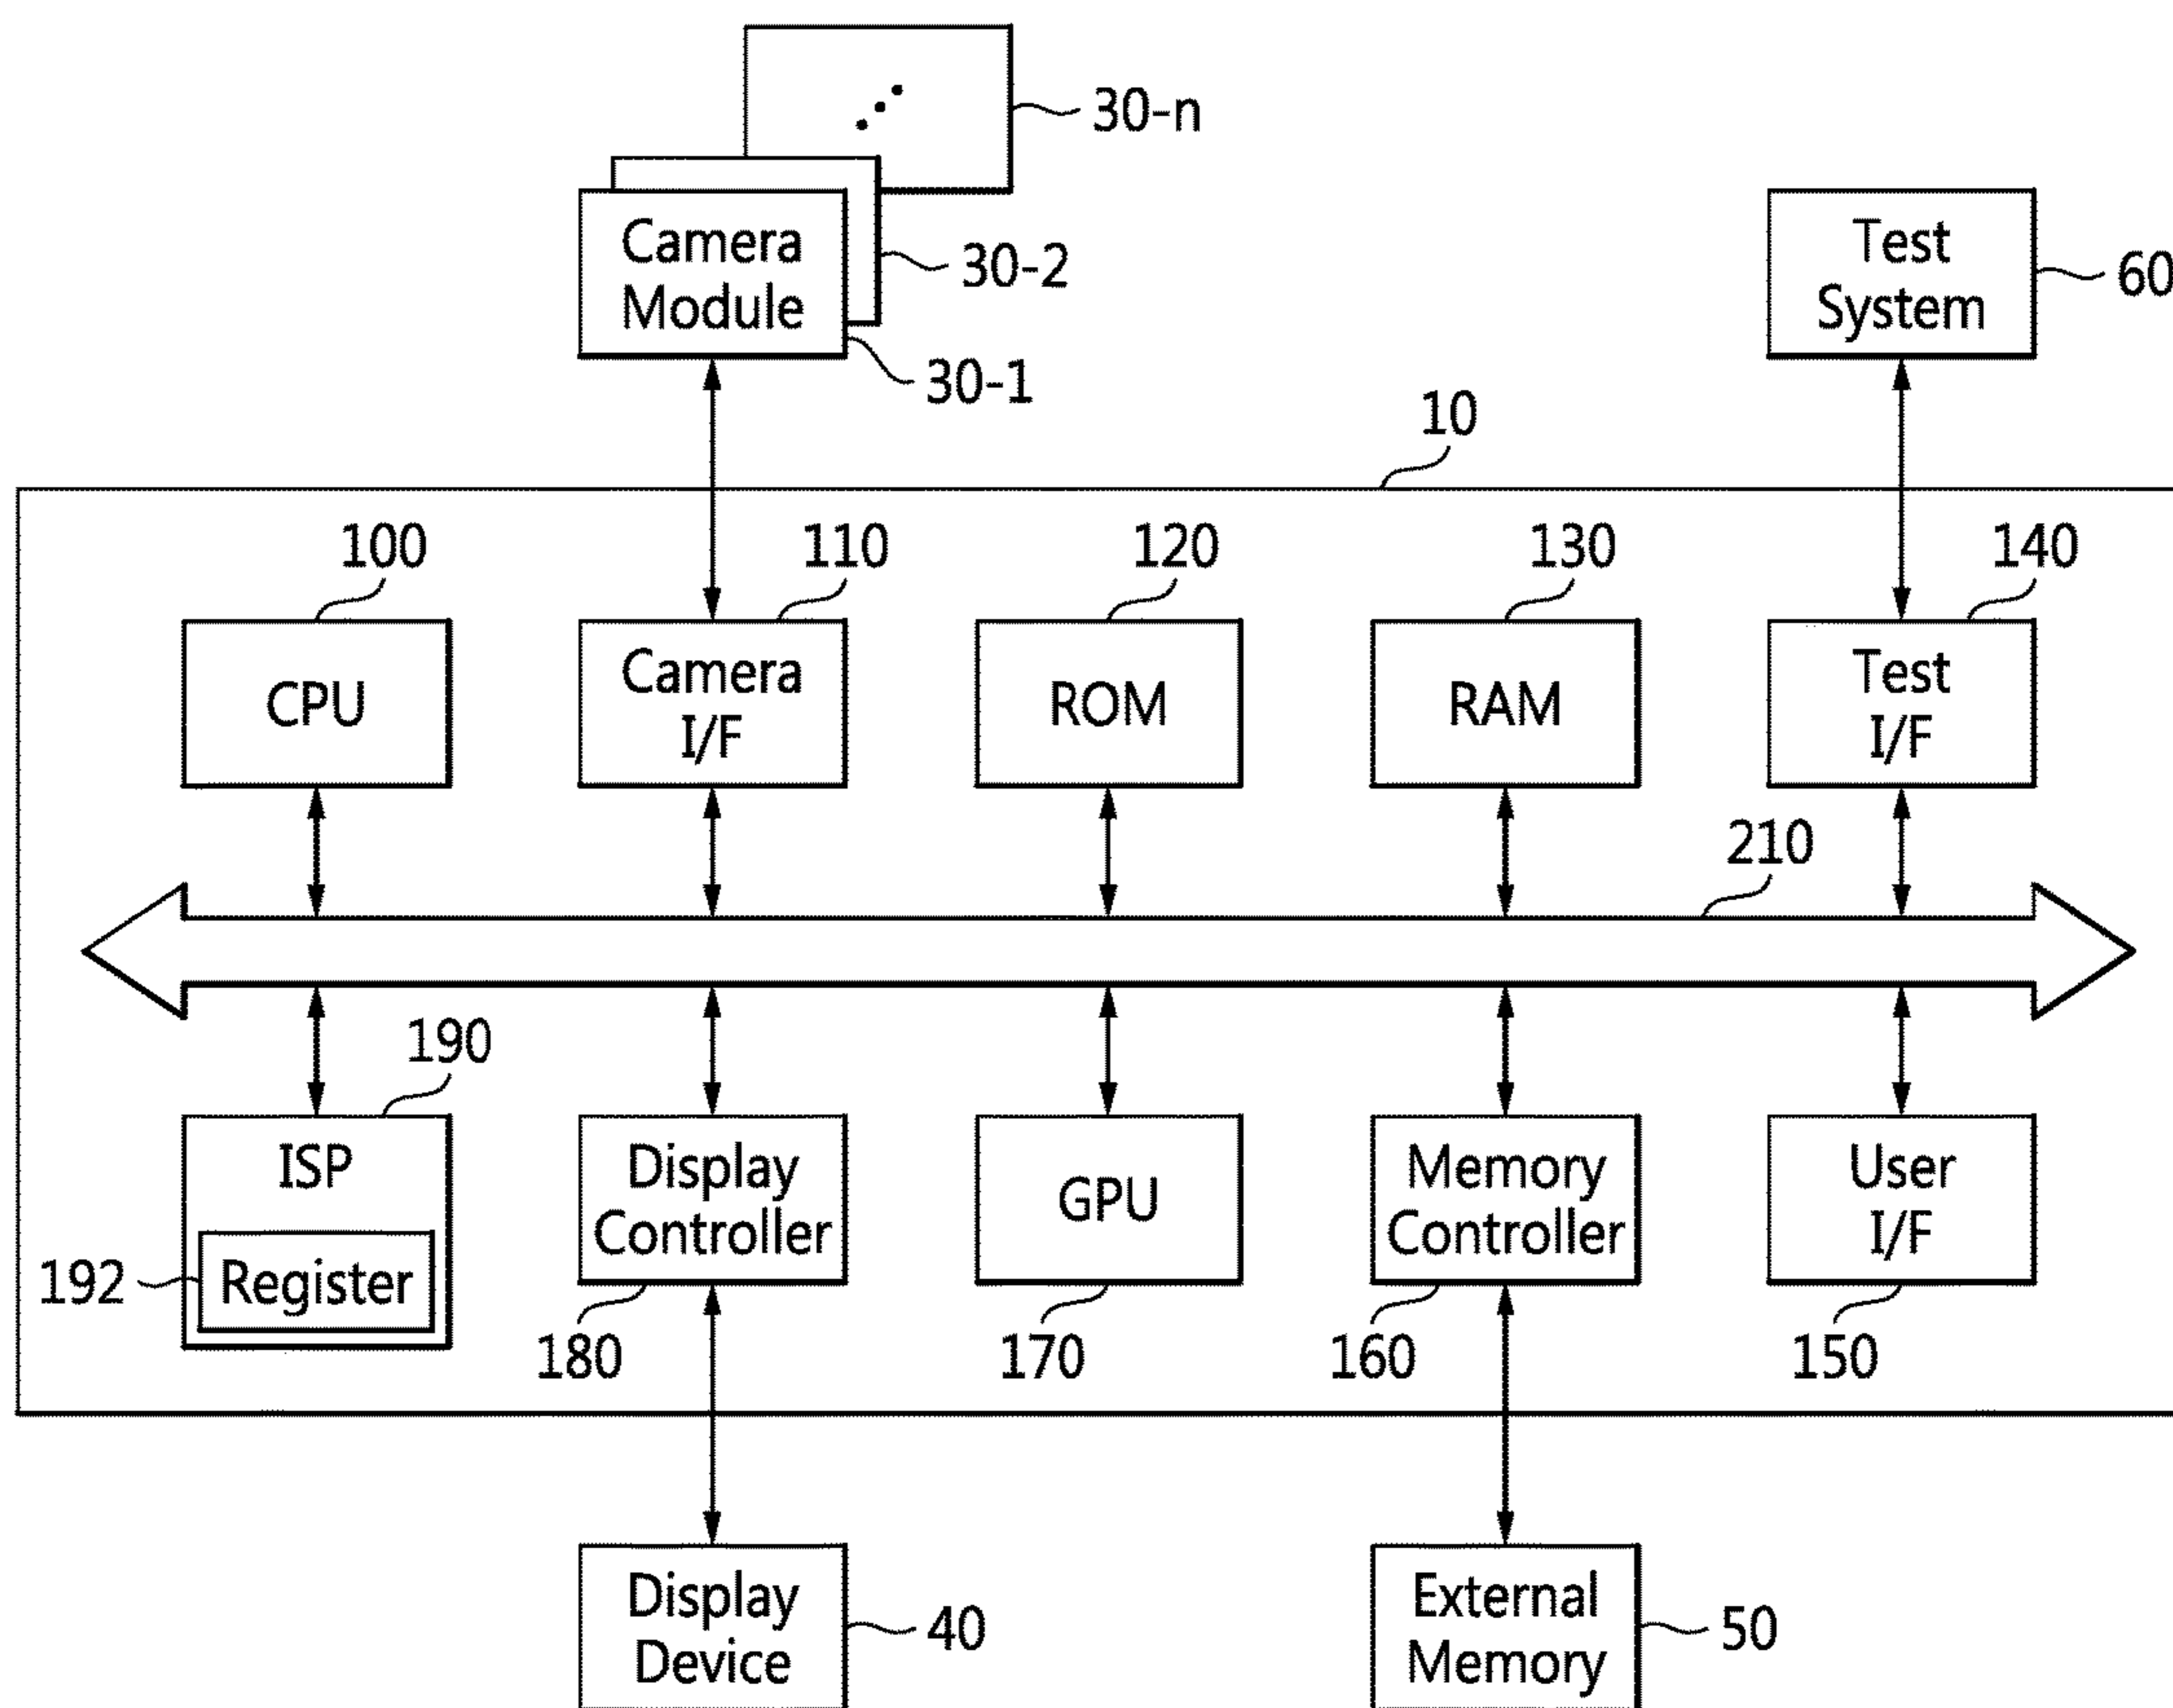 30-n
Camera
Module
30-2
30-1
Test
System
60
10
100
110
120
130
140
CPU
Camera
I/F
ROM
RAM
Test
I/F
210
190
ISP
Register
192
Display
Controller
180
GPU
170
Memory
Controller
160
User
I/F
150
Display
Device
40
External
Memory
50